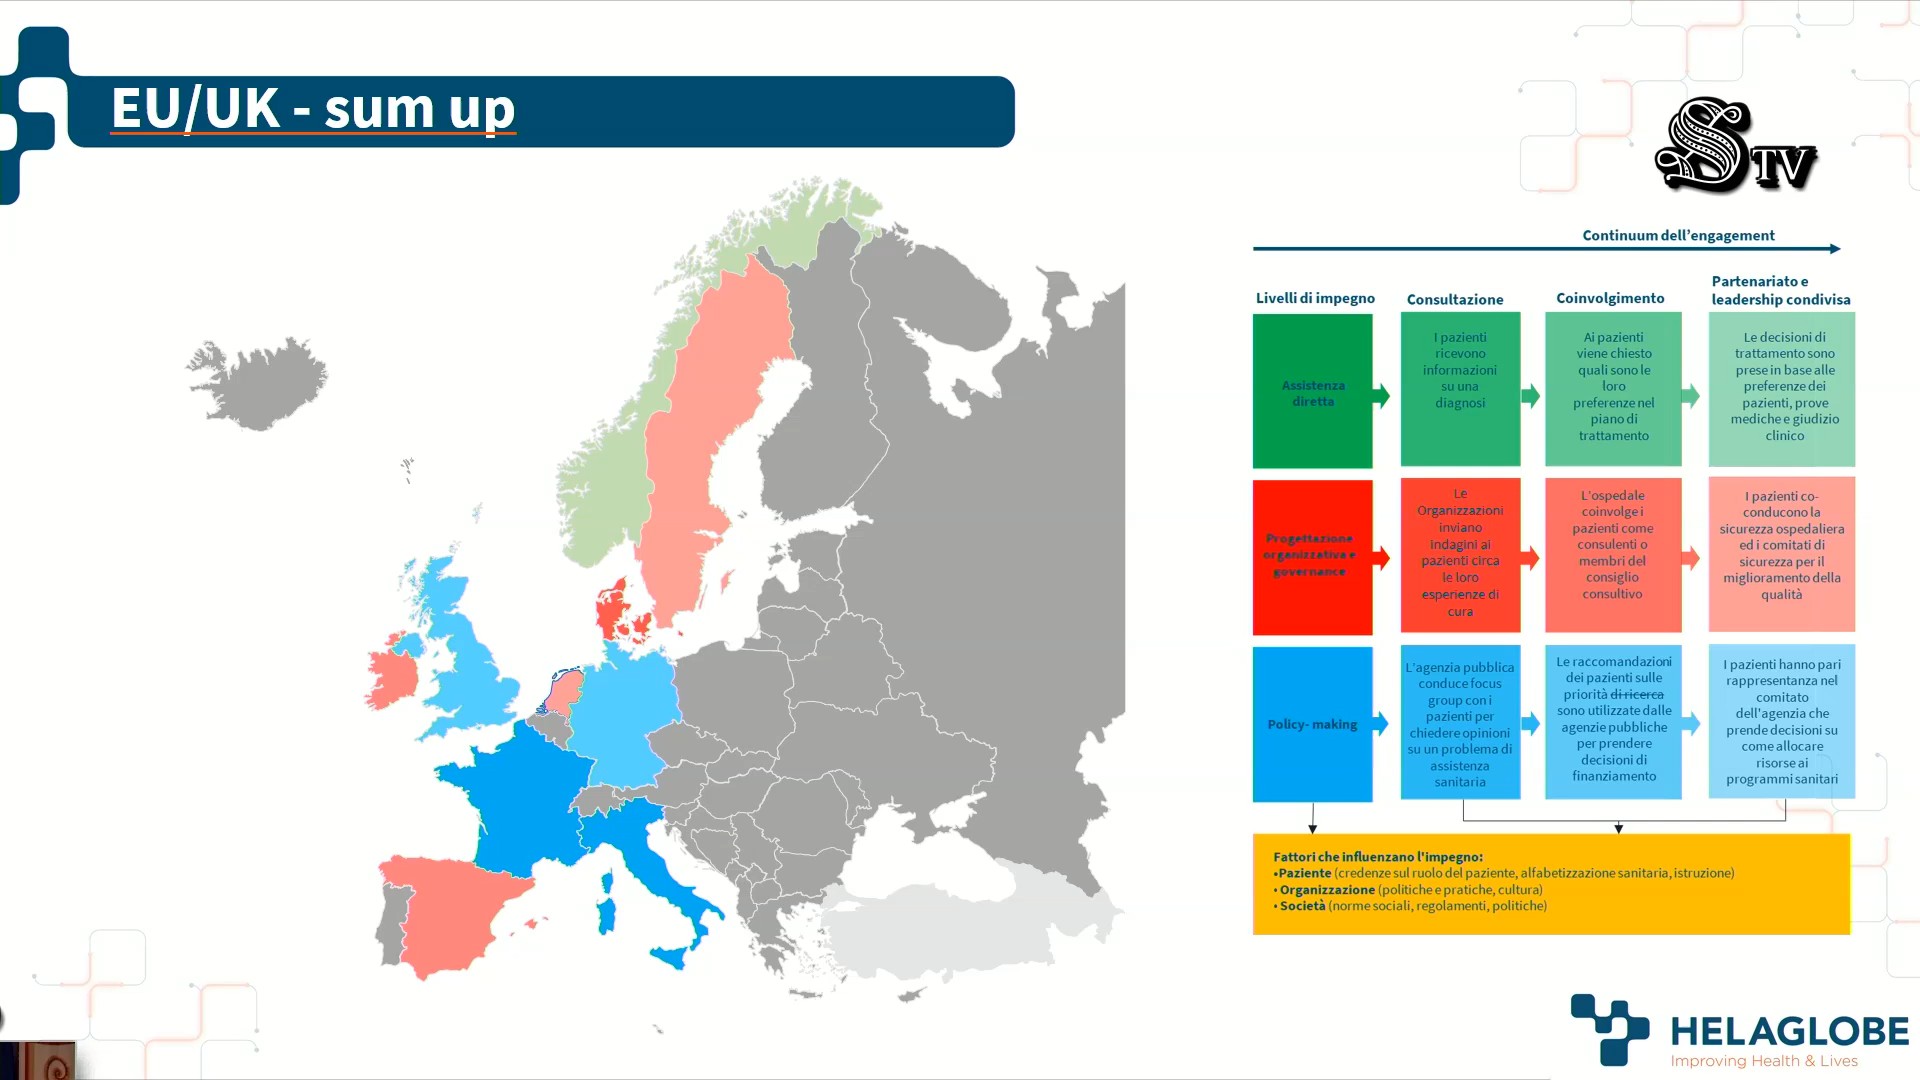 EU/UK - sum up
STV
Continuum dell'engagement
Livelli di impegno
Consultazione
Coinvolgimento
Partenariato e
leadership condivisa
Assistenza
diretta
I pazienti
ricevono
informazioni
su una
diagnosi
Ai pazienti
viene chiesto
quali sono le
loro
preferenze nel
piano di
trattamento
Le decisioni di
trattamento sono
prese in base alle
preferenze dei
pazienti, prove
mediche e giudizio
clinico
Progettazione
organizzativa e
governance
Le
Organizzazioni
inviano
indagini ai
pazienti circa
le loro
esperienze di
cura
L'ospedale
coinvolge i
pazienti come
consulenti o
membri del
consiglio
consultivo
I pazienti co-
conducono la
sicurezza ospedaliera
ed i comitati di
sicurezza per il
miglioramento della
qualità
Policy- making
L'agenzia pubblica
conduce focus
group con i
pazienti per
chiedere opinioni
su un problema di
assistenza
sanitaria
Le raccomandazioni
dei pazienti sulle
priorità di ricerca
sono utilizzate dalle
agenzie pubbliche
per prendere
decisioni di
finanziamento
I pazienti hanno pari
rappresentanza nel
comitato
dell'agenzia che
prende decisioni su
come allocare
risorse ai
programmi sanitari
Fattori che influenzano l'impegno:
•Paziente (credenze sul ruolo del paziente, alfabetizzazione sanitaria, istruzione)
• Organizzazione (politiche e pratiche, cultura)
• Società (norme sociali, regolamenti, politiche)
HELAGLOBE
Improving Health & Lives